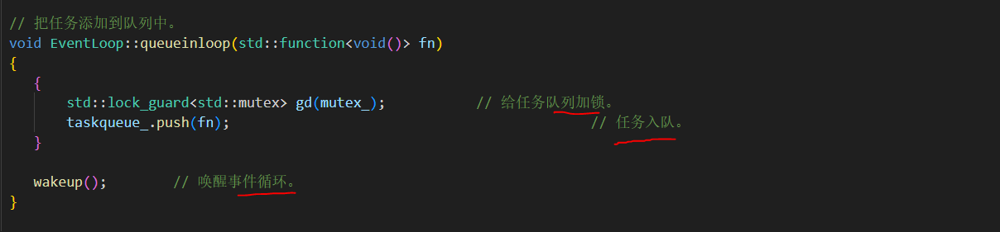 // 把任务添加到队列中。
void EventLoop::queueinloop(std::function<void()> fn)
{
{
std::lock_guard<std::mutex> gd(mutex_); // 给任务队列加锁。
taskqueue_.push(fn); // 任务入队。
}
wakeup(); // 唤醒事件循环。
}